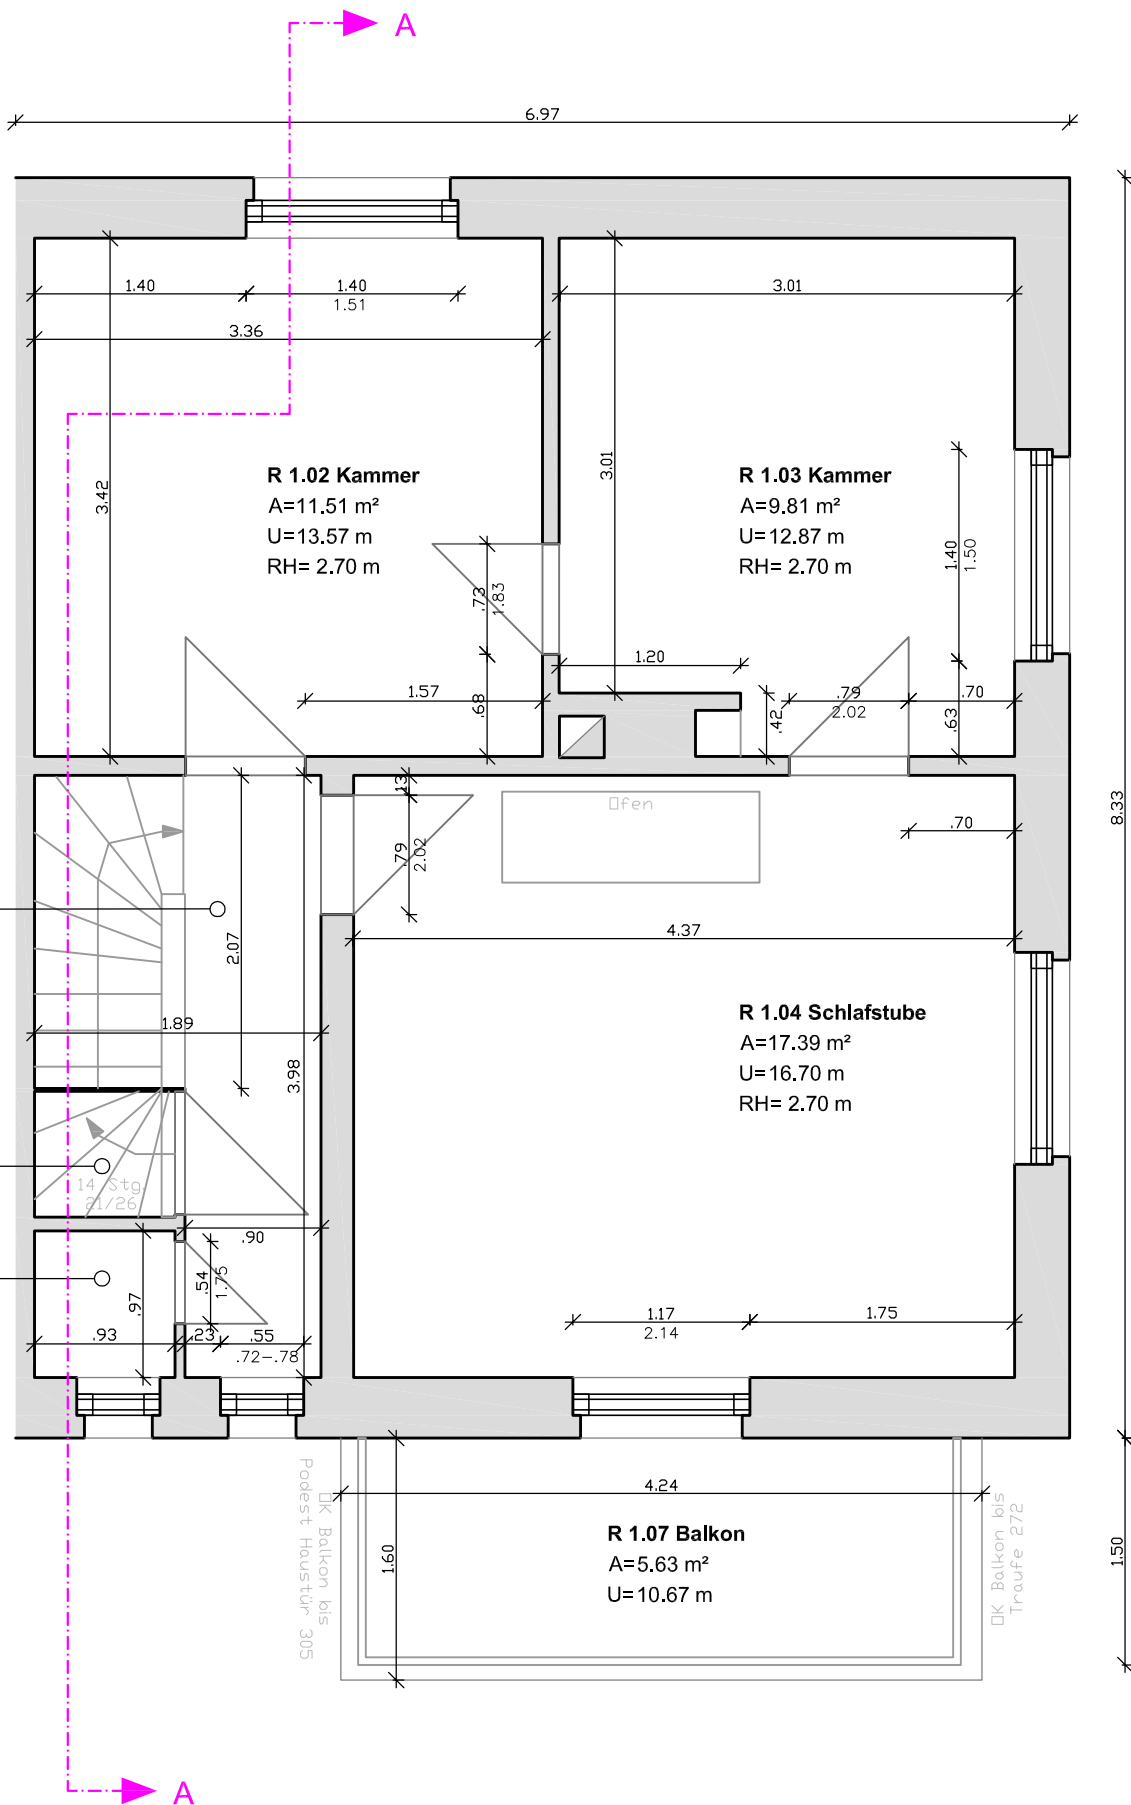 A
6.97
1.40
1.40
1.51
3.36
3.01
3.42
3.01
R 1.02 Kammer
A=11.51 m²
U=13.57 m
RH= 2.70 m
R 1.03 Kammer
A=9.81 m²
U=12.87 m
RH= 2.70 m
1.40
1.50
.73
1.83
1.20
1.57
.68
.42
.79
2.02
.70
.63
.13
.79
2.02
□fen
.70
8.33
2.07
4.37
1.89
3.98
R 1.04 Schlafstube
A=17.39 m²
U=16.70 m
RH= 2.70 m
14 Stg.
21/26
.90
.54
1.75
.97
.93
.23
.55
.72-.78
1.17
2.14
1.75
4.24
□K Balkon bis
Podest Haustür 305
1.60
R 1.07 Balkon
A=5.63 m²
U=10.67 m
□K Balkon bis
Traufe 272
1.50
A